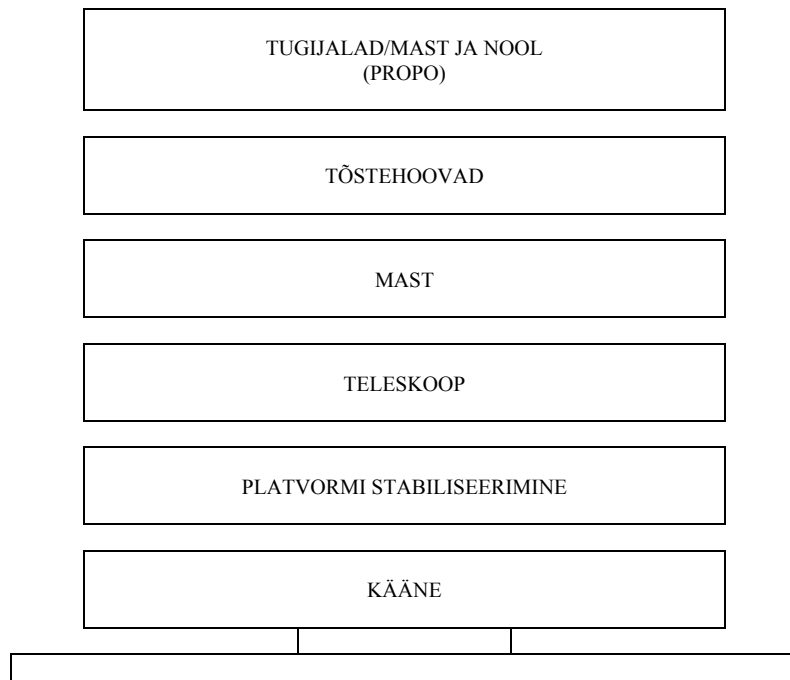 TUGIJALAD/MAST JA NOOL
(PROPO)
TÕSTEHOOVAD
MAST
TELESKOOP
PLATVORMI STABILISEERIMINE
KÄÄNE